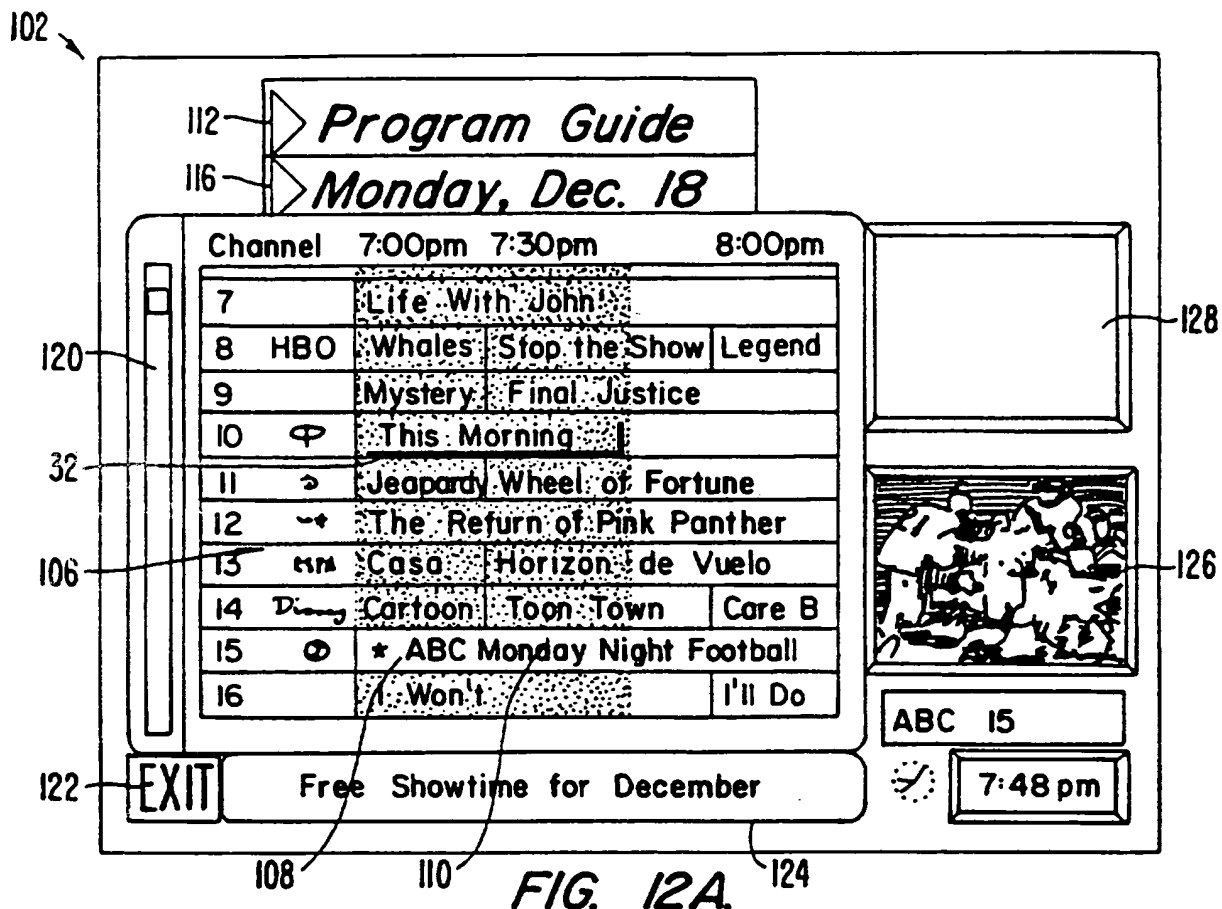 102
112 Program Guide
116 Monday, Dec. 18
Channel 7:00pm 7:30pm 8:00pm
7 Life With John
8 HBO Whales Stop the Show Legend
128
120
9 Mystery Final Justice
10 This Morning
32
11 Jeapardy Wheel of Fortune
12 The Return of Pink Panther
106
13 Casa Horizon de Vuelo
126
14 Disney Cartoon Toon Town Care B
15 * ABC Monday Night Football
16 I Won't I'll Do
ABC 15
122 EXIT Free Showtime for December 7:48 pm
108 110 124
FIG. 12A.